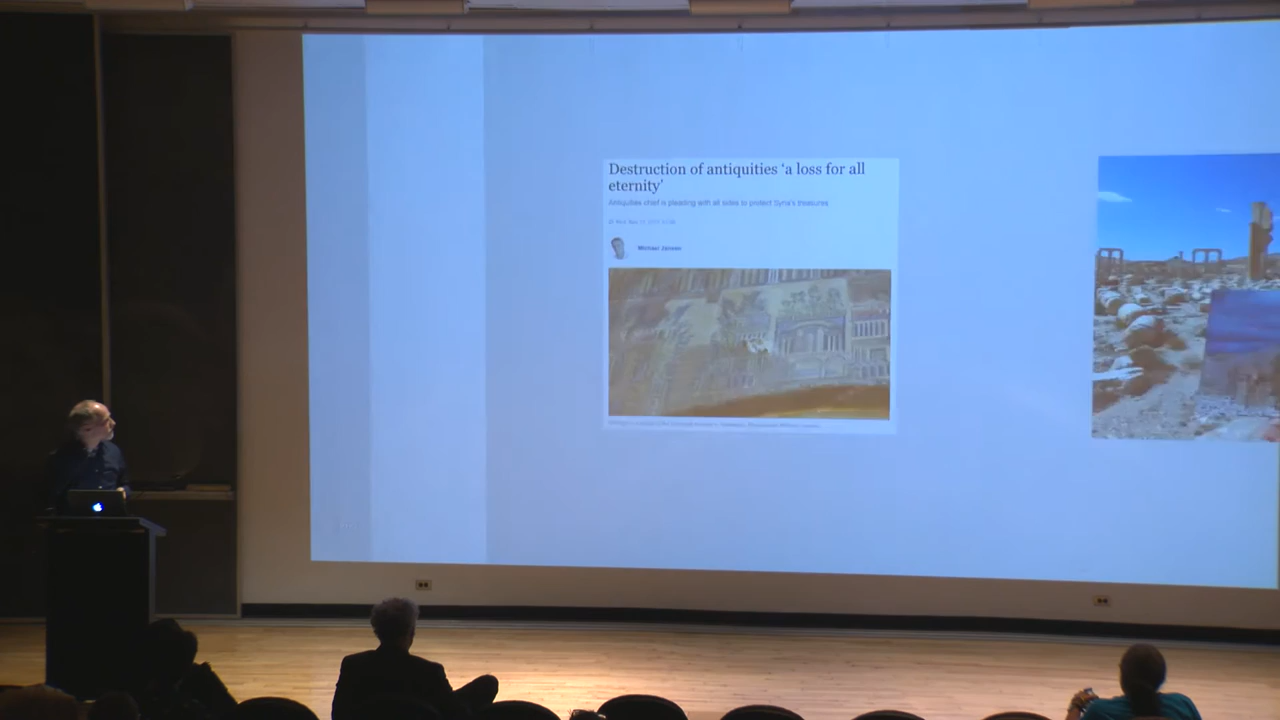 Destruction of antiquities ‘a loss for all
eternity’
Antiquities chief is pleading with all sides to protect Syria's treasures
Michael Jansen